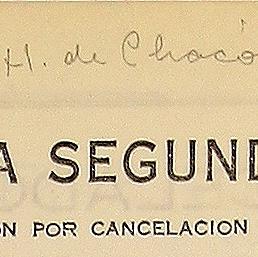 H. de Chacó
A SEGUND
ON POR CANCELACION